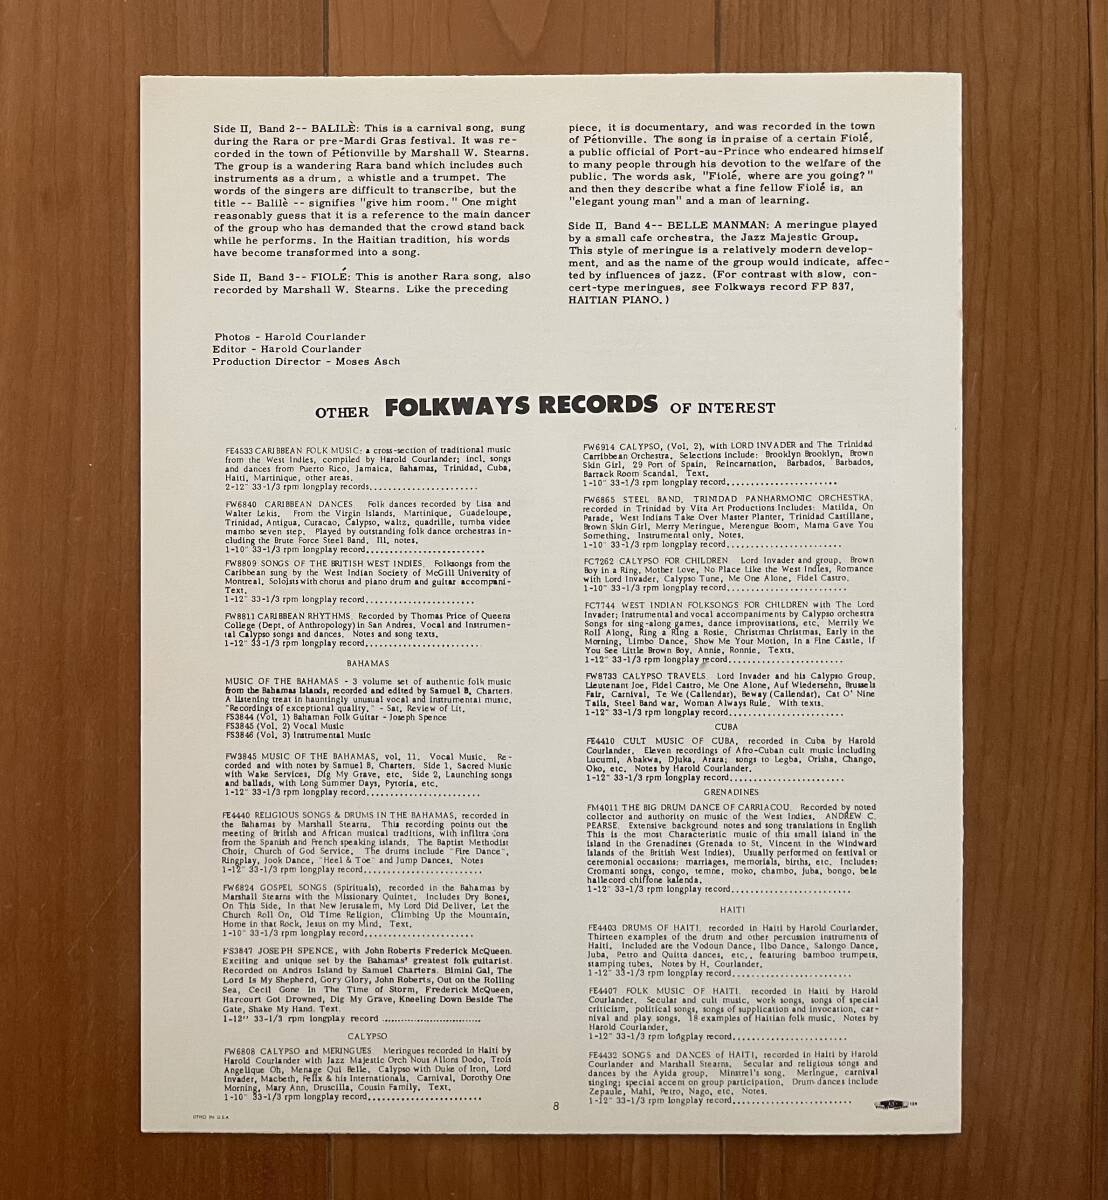 Side II, Band 2-- BALILÈ: This is a carnival song, sung
during the Rara or pre-Mardi Gras festival. It was re-
corded in the town of Pétionville by Marshall W. Stearns.
The group is a wandering Rara band which includes such
instruments as a drum, a whistle and a trumpet. The
words of the singers are difficult to transcribe, but the
title -- Balilè -- signifies "give him room." One might
reasonably guess that it is a reference to the main dancer
of the group who has demanded that the crowd stand back
while he performs. In the Haitian tradition, his words
have become transformed into a song.
Side II, Band 3-- FIOLÉ: This is another Rara song, also
recorded by Marshall W. Stearns. Like the preceding
piece, it is documentary, and was recorded in the town
of Pétionville. The song is in praise of a certain Fiolé,
a public official of Port-au-Prince who endeared himself
to many people through his devotion to the welfare of the
public. The words ask, "Fiolé, where are you going?"
and then they describe what a fine fellow Fiolé is, an
"elegant young man" and a man of learning.
Side II, Band 4-- BELLE MANMAN: A meringue played
by a small cafe orchestra, the Jazz Majestic Group.
This style of meringue is a relatively modern develop-
ment, and as the name of the group would indicate, affec-
ted by influences of jazz. (For contrast with slow, con-
cert-type meringues, see Folkways record FP 837,
HAITIAN PIANO.)
Photos - Harold Courlander
Editor - Harold Courlander
Production Director - Moses Asch
OTHER FOLKWAYS RECORDS OF INTEREST
FE4533 CARIBBEAN FOLK MUSIC: a cross-section of traditional music
from the West Indies, compiled by Harold Courlander; incl. songs
and dances from Puerto Rico, Jamaica, Bahamas, Trinidad, Cuba,
Haiti, Martinique, other areas.
2-12" 33-1/3 rpm longplay records.......................
FW6840 CARIBBEAN DANCES Folk dances recorded by Lisa and
Walter Lekis. From the Virgin Islands, Martinique, Guadeloupe,
Trinidad, Antigua, Curacao, Calypso, waltz, quadrille, tumba videe
mambo seven step. Played by outstanding folk dance orchestras in-
cluding the Brute Force Steel Band. Ill. notes.
1-10" 33-1/3 rpm longplay record.........................
FW8809 SONGS OF THE BRITISH WEST INDIES. Folksongs from the
Caribbean sung by the West Indian Society of McGill University of
Montreal. Soloists with chorus and piano drum and guitar accompani-
Text.
1-12" 33-1/3 rpm longplay record.......................
FW8811 CARIBBEAN RHYTHMS. Recorded by Thomas Price of Queens
College (Dept. of Anthropology) in San Andres, Vocal and Instrumen-
tal Calypso songs and dances. Notes and song texts.
1-12" 33-1/3 rpm longplay record........................
BAHAMAS
MUSIC OF THE BAHAMAS - 3 volume set of authentic folk music
from the Bahamas Islands, recorded and edited by Samuel B. Charters.
A listening treat in hauntingly unusual vocal and instrumental music.
"Recordings of exceptional quality." - Sat. Review of Lit.
FS3844 (Vol. 1) Bahaman Folk Guitar - Joseph Spence
FS3845 (Vol. 2) Vocal Music
FS3846 (Vol. 3) Instrumental Music
FW3845 MUSIC OF THE BAHAMAS, vol. 11. Vocal Music. Re-
corded and with notes by Samuel B. Charters. Side 1, Sacred Music
with Wake Services, Dig My Grave, etc. Side 2, Launching songs
and ballads, with Long Summer Days, Pytoria, etc.
1-12" 33-1/3 rpm longplay record........................
FE4440 RELIGIOUS SONGS & DRUMS IN THE BAHAMAS, recorded in
the Bahamas by Marshall Stearns. This recording points out the
meeting of British and African musical traditions, with infiltrations
from the Spanish and French speaking islands. The Baptist Methodist
Choir, Church of God Service. The drums include "Fire Dance",
Ringplay, Jook Dance, "Heel & Toe" and Jump Dances. Notes
1-12" 33-1/3 rpm longplay record.........................
FW6824 GOSPEL SONGS (Spirituals), recorded in the Bahamas by
Marshall Stearns with the Missionary Quintet. Includes Dry Bones,
On This Side, In that New Jerusalem, My Lord Did Deliver, Let the
Church Roll On, Old Time Religion, Climbing Up the Mountain,
Home in that Rock, Jesus on my Mind. Text.
1-10" 33-1/3 rpm longplay record.......................
FS3847 JOSEPH SPENCE, with John Roberts Frederick McQueen.
Exciting and unique set by the Bahamas' greatest folk guitarist.
Recorded on Andros Island by Samuel Charters. Bimini Gal, The
Lord Is My Shepherd, Gory Glory, John Roberts, Out on the Rolling
Sea, Cecil Gone In The Time of Storm, Frederick McQueen,
Harcourt Got Drowned, Dig My Grave, Kneeling Down Beside The
Gate, Shake My Hand. Text.
1-12" 33-1/3 rpm longplay record ............................
CALYPSO
FW6808 CALYPSO and MERINGUES. Meringues recorded in Haiti by
Harold Courlander with Jazz Majestic Orch Nous Allons Dodo, Trois
Angelique Oh, Menage Qui Belle. Calypso with Duke of Iron, Lord
Invader, Macbeth, Felix & his Internationals. Carnival, Dorothy One
Morning, Mary Ann, Druscilla, Cousin Family. Text.
1-10" 33-1/3 rpm longplay record........................
FW6914 CALYPSO, (Vol. 2), with LORD INVADER and The Trinidad
Carribbean Orchestra. Selections include: Brooklyn Brooklyn, Brown
Skin Girl, 29 Port of Spain, Reincarnation, Barbados, Barbados,
Barrack Room Scandal. Text.
1-10" 33-1/3 rpm longplay record.......................
FW6865 STEEL BAND, TRINIDAD PANHARMONIC ORCHESTRA,
recorded in Trinidad by Vita Art Productions Includes: Matilda, On
Parade, West Indians Take Over Master Planter, Trinidad Castillane,
Brown Skin Girl, Merry Meringue, Merengue Boom, Mama Gave You
Something. Instrumental only. Notes.
1-10" 33-1/3 rpm longplay record........................
FC7262 CALYPSO FOR CHILDREN Lord Invader and group. Brown
Boy in a Ring, Mother Love, No Place Like the West Indies, Romance
with Lord Invader, Calypso Tune, Me One Alone, Fidel Castro.
1-10" 33-1/3 rpm longplay record........................
FC7744 WEST INDIAN FOLKSONGS FOR CHILDREN with The Lord
Invader; Instrumental and vocal accompaniments by Calypso orchestra
Songs for sing-along games, dance improvisations, etc. Merrily We
Roll Along, Ring a Ring a Rosie, Christmas Christmas, Early in the
Morning, Limbo Dance, Show Me Your Motion, In a Fine Castle, If
You See Little Brown Boy, Annie, Ronnie. Texts.
1-12" 33-1/3 rpm longplay record........................
FW8733 CALYPSO TRAVELS. Lord Invader and his Calypso Group.
Lieutenant Joe, Fidel Castro, Me One Alone, Auf Wiedersehn, Brussels
Fair, Carnival, Te We (Callendar), Beway (Callendar), Cat O' Nine
Tails, Steel Band war, Woman Always Rule. With texts.
1-12" 33-1/3 rpm longplay record........................
CUBA
FE4410 CULT MUSIC OF CUBA, recorded in Cuba by Harold
Courlander. Eleven recordings of Afro-Cuban cult music including
Lucumi, Abakwa, Djuka, Arara; songs to Legba, Orisha, Chango,
Oko, etc. Notes by Harold Courlander.
1-12" 33-1/3 rpm longplay record........................
GRENADINES
FM4011 THE BIG DRUM DANCE OF CARRIACOU. Recorded by noted
collector and authority on music of the West Indies, ANDREW C.
PEARSE. Extensive background notes and song translations in English
This is the most Characteristic music of this small island in the
island in the Grenadines (Grenada to St. Vincent in the Windward
Islands of the British West Indies). Usually performed on festival or
ceremonial occasions: marriages, memorials, births, etc. Includes:
Cromanti songs, congo, temne, moko, chambo, juba, bongo, bele
hallecord chiffone kalenda.
1-12" 33-1/3 rpm longplay record.........................
HAITI
FE4403 DRUMS OF HAITI, recorded in Haiti by Harold Courlander.
Thirteen examples of the drum and other percussion instruments of
Haiti. Included are the Vodoun Dance, Ilbo Dance, Salongo Dance,
Juba, Petro and Quitta dances, etc., featuring bamboo trumpets,
stamping tubes. Notes by H. Courlander.
1-12" 33-1/3 rpm longplay record.........................
FE4407 FOLK MUSIC OF HAITI, recorded in Haiti by Harold
Courlander. Secular and cult music, work songs, songs of special
criticism, political songs, songs of supplication and invocation, car-
nival and play songs. 18 examples of Haitian folk music. Notes by
Harold Courlander.
1-12" 33-1/3 rpm longplay record.........................
FE4432 SONGS and DANCES of HAITI, recorded in Haiti by Harold
Courlander and Marshall Stearns. Secular and religious songs and
dances by the Ayida group, Minstrel's song. Meringue, carnival
singing; special accent on group participation. Drum dances include
Zepaule, Mahi, Petro, Nago, etc. Notes.
1-12" 33-1/3 rpm longplay record.........................
8
IN U.S.A.